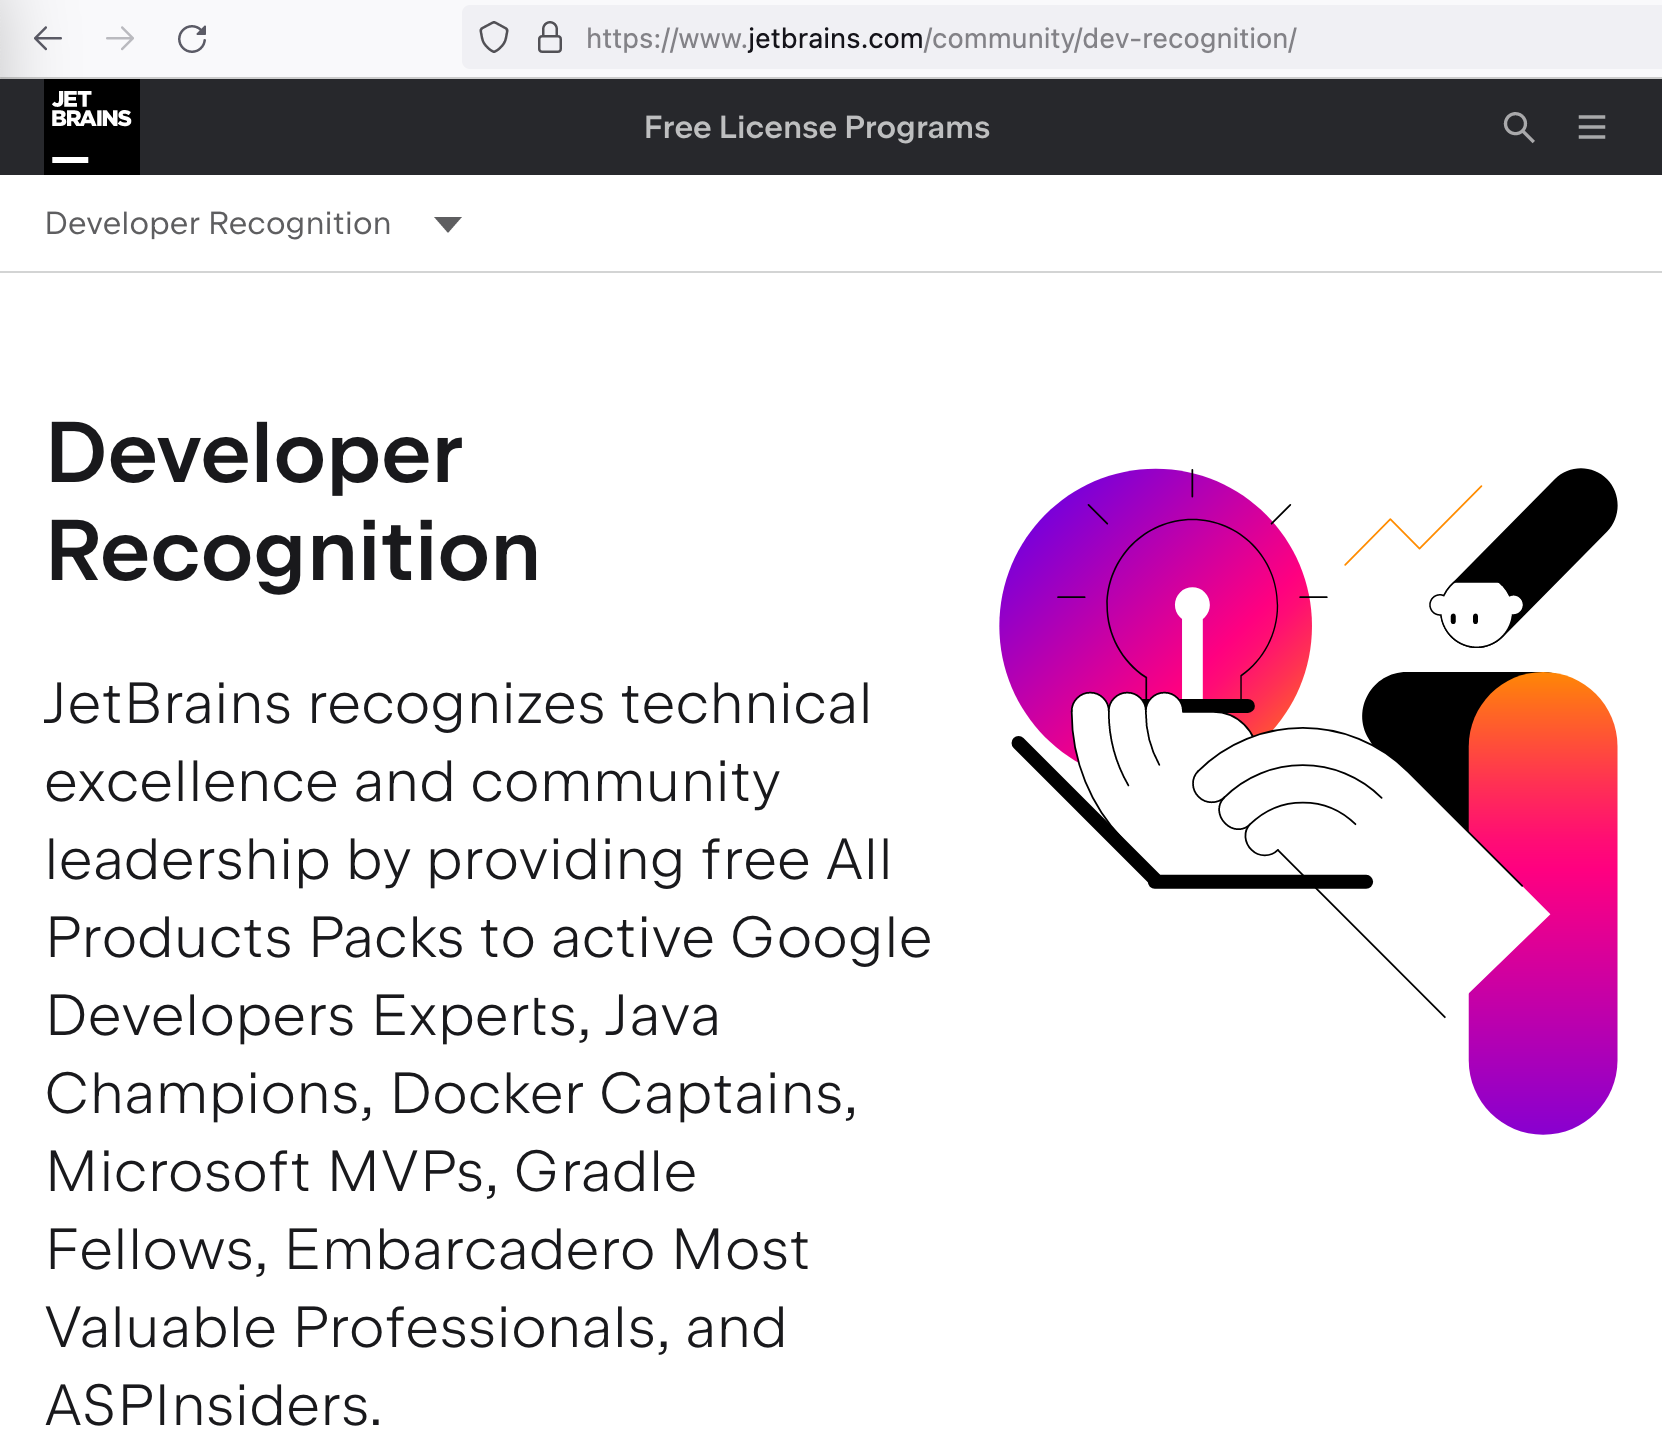 https://www.jetbrains.com/community/dev-recognition/
JET
BRAINS
Free License Programs
Developer Recognition
Developer
Recognition
JetBrains recognizes technical
excellence and community
leadership by providing free All
Products Packs to active Google
Developers Experts, Java
Champions, Docker Captains,
Microsoft MVPs, Gradle
Fellows, Embarcadero Most
Valuable Professionals, and
ASPInsiders.